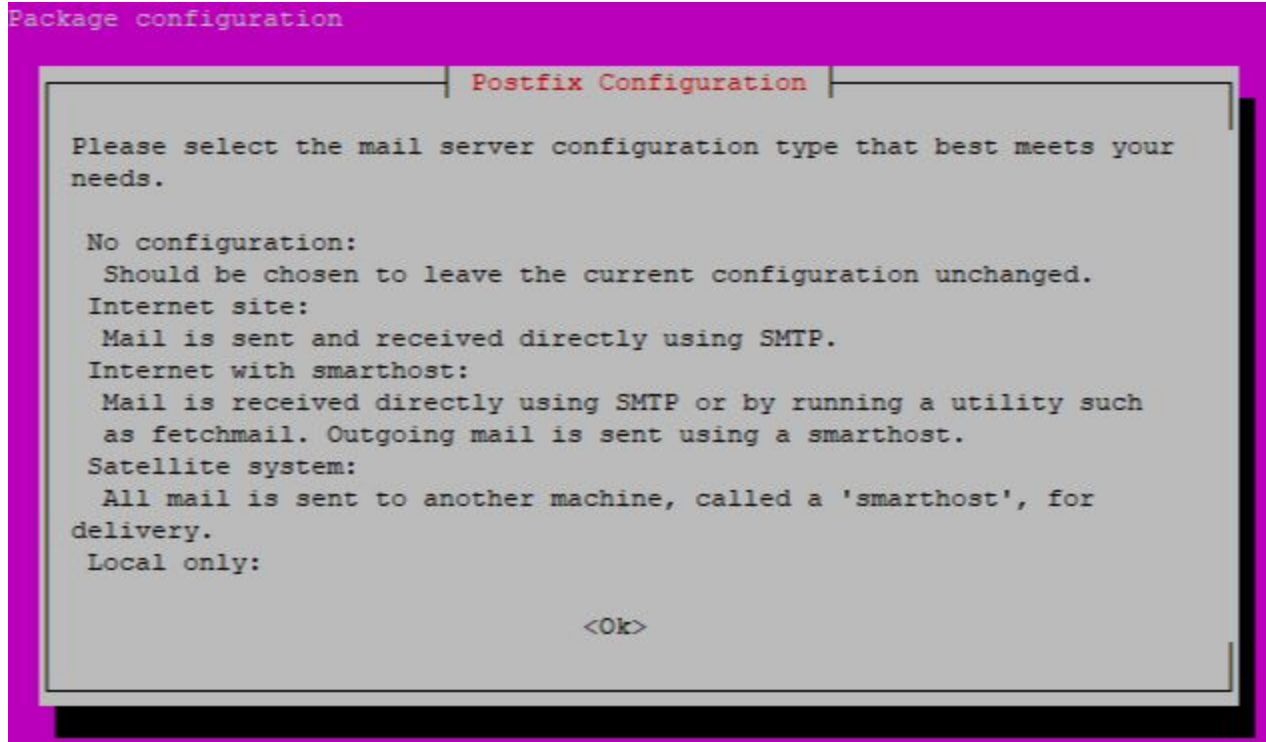 Package configuration
Postfix Configuration
Please select the mail server configuration type that best meets your
needs.
No configuration:
Should be chosen to leave the current configuration unchanged.
Internet site:
Mail is sent and received directly using SMTP.
Internet with smarthost:
Mail is received directly using SMTP or by running a utility such
as fetchmail. Outgoing mail is sent using a smarthost.
Satellite system:
All mail is sent to another machine, called a 'smarthost', for
delivery.
Local only:
<Ok>